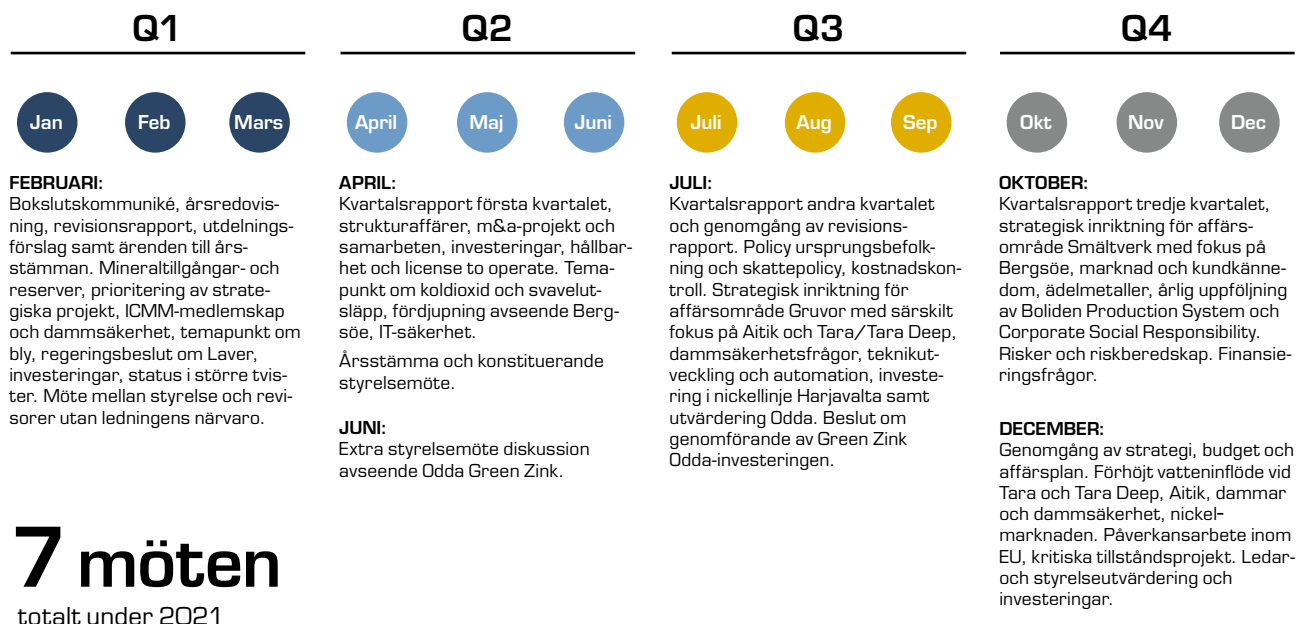 Q1
Jan
Feb
Mars
FEBRUARI:
Bokslutskommuniké, årsredovis-
ning, revisionsrapport, utdelnings-
förslag samt ärenden till års-
stämman. Mineraltillgångar- och
reserver, prioritering av strate-
giska projekt, ICMM-medlemskap
och dammsäkerhet, temapunkt om
bly, regeringsbeslut om Laver,
investeringar, status i större tvis-
ter. Möte mellan styrelse och revi-
sorer utan ledningens närvaro.
7 möten
totalt under 2021
Q2
April
Maj
Juni
APRIL:
Kvartalsrapport första kvartalet,
strukturaffärer, m&a-projekt och
samarbeten, investeringar, hållbar-
het och license to operate. Tema-
punkt om koldioxid och svavelut-
släpp, fördjupning avseende Berg-
söe, IT-säkerhet.
Årsstämma och konstituerande
styrelsemöte.
JUNI:
Extra styrelsemöte diskussion
avseende Odda Green Zink.
Q3
Juli
Aug
Sep
JULI:
Kvartalsrapport andra kvartalet
och genomgång av revisions-
rapport. Policy ursprungsbefolk-
ning och skattepolicy, kostnadskon-
troll. Strategisk inriktning för
affärsområde Gruvor med särskilt
fokus på Aitik och Tara/Tara Deep,
dammsäkerhetsfrågor, teknikut-
veckling och automation, investe-
ring i nickellinje Harjavalta samt
utvärdering Odda. Beslut om
genomförande av Green Zink
Odda-investeringen.
Q4
Okt
Nov
Dec
OKTOBER:
Kvartalsrapport tredje kvartalet,
strategisk inriktning för affärs-
område Smältverk med fokus på
Bergsöe, marknad och kundkänne-
dom, ädelmetaller, årlig uppföljning
av Boliden Production System och
Corporate Social Responsibility.
Risker och riskberedskap. Finansie-
ringsfrågor.
DECEMBER:
Genomgång av strategi, budget och
affärsplan. Förhöjt vatteninflöde vid
Tara och Tara Deep, Aitik, dammar
och dammsäkerhet, nickel-
marknaden. Påverkansarbete inom
EU, kritiska tillståndsprojekt. Ledar-
och styrelseutvärdering och
investeringar.